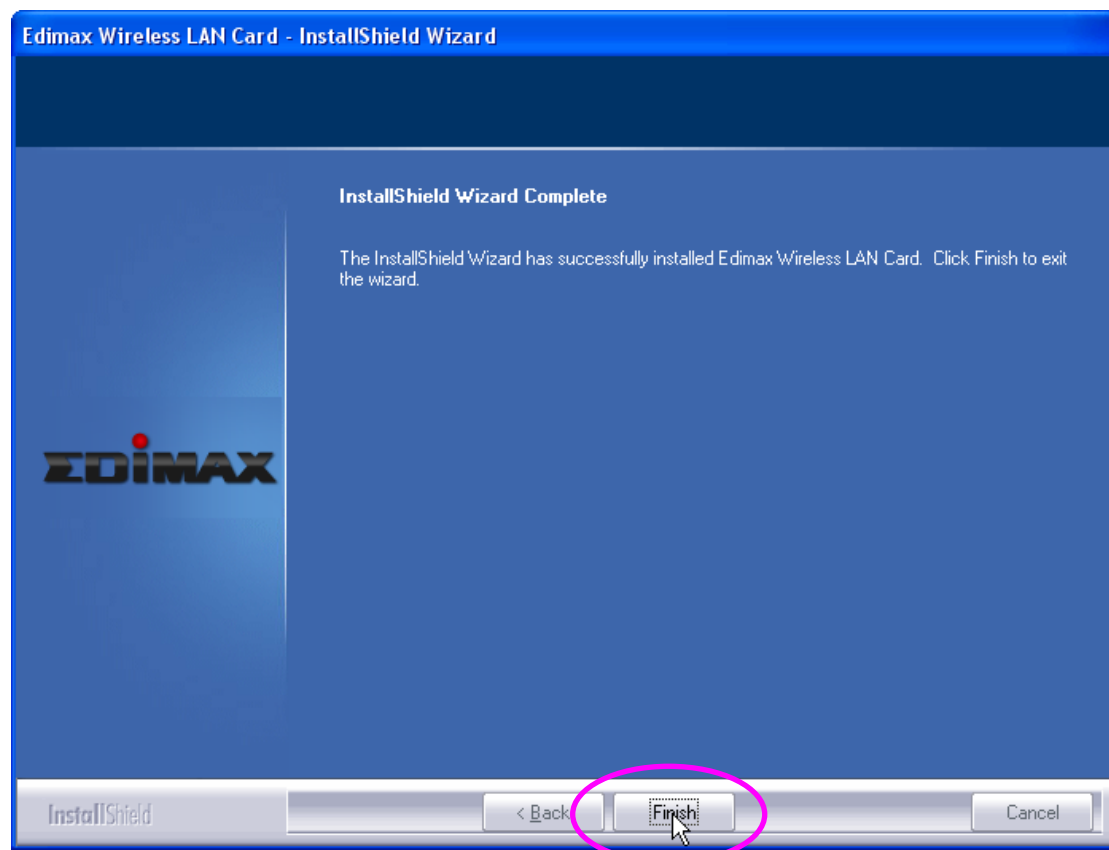 Edimax Wireless LAN Card - InstallShield Wizard
InstallShield Wizard Complete
The InstallShield Wizard has successfully installed Edimax Wireless LAN Card. Click Finish to exit
the wizard.
EDiMAX
InstallShield
< Back
Finish
Cancel